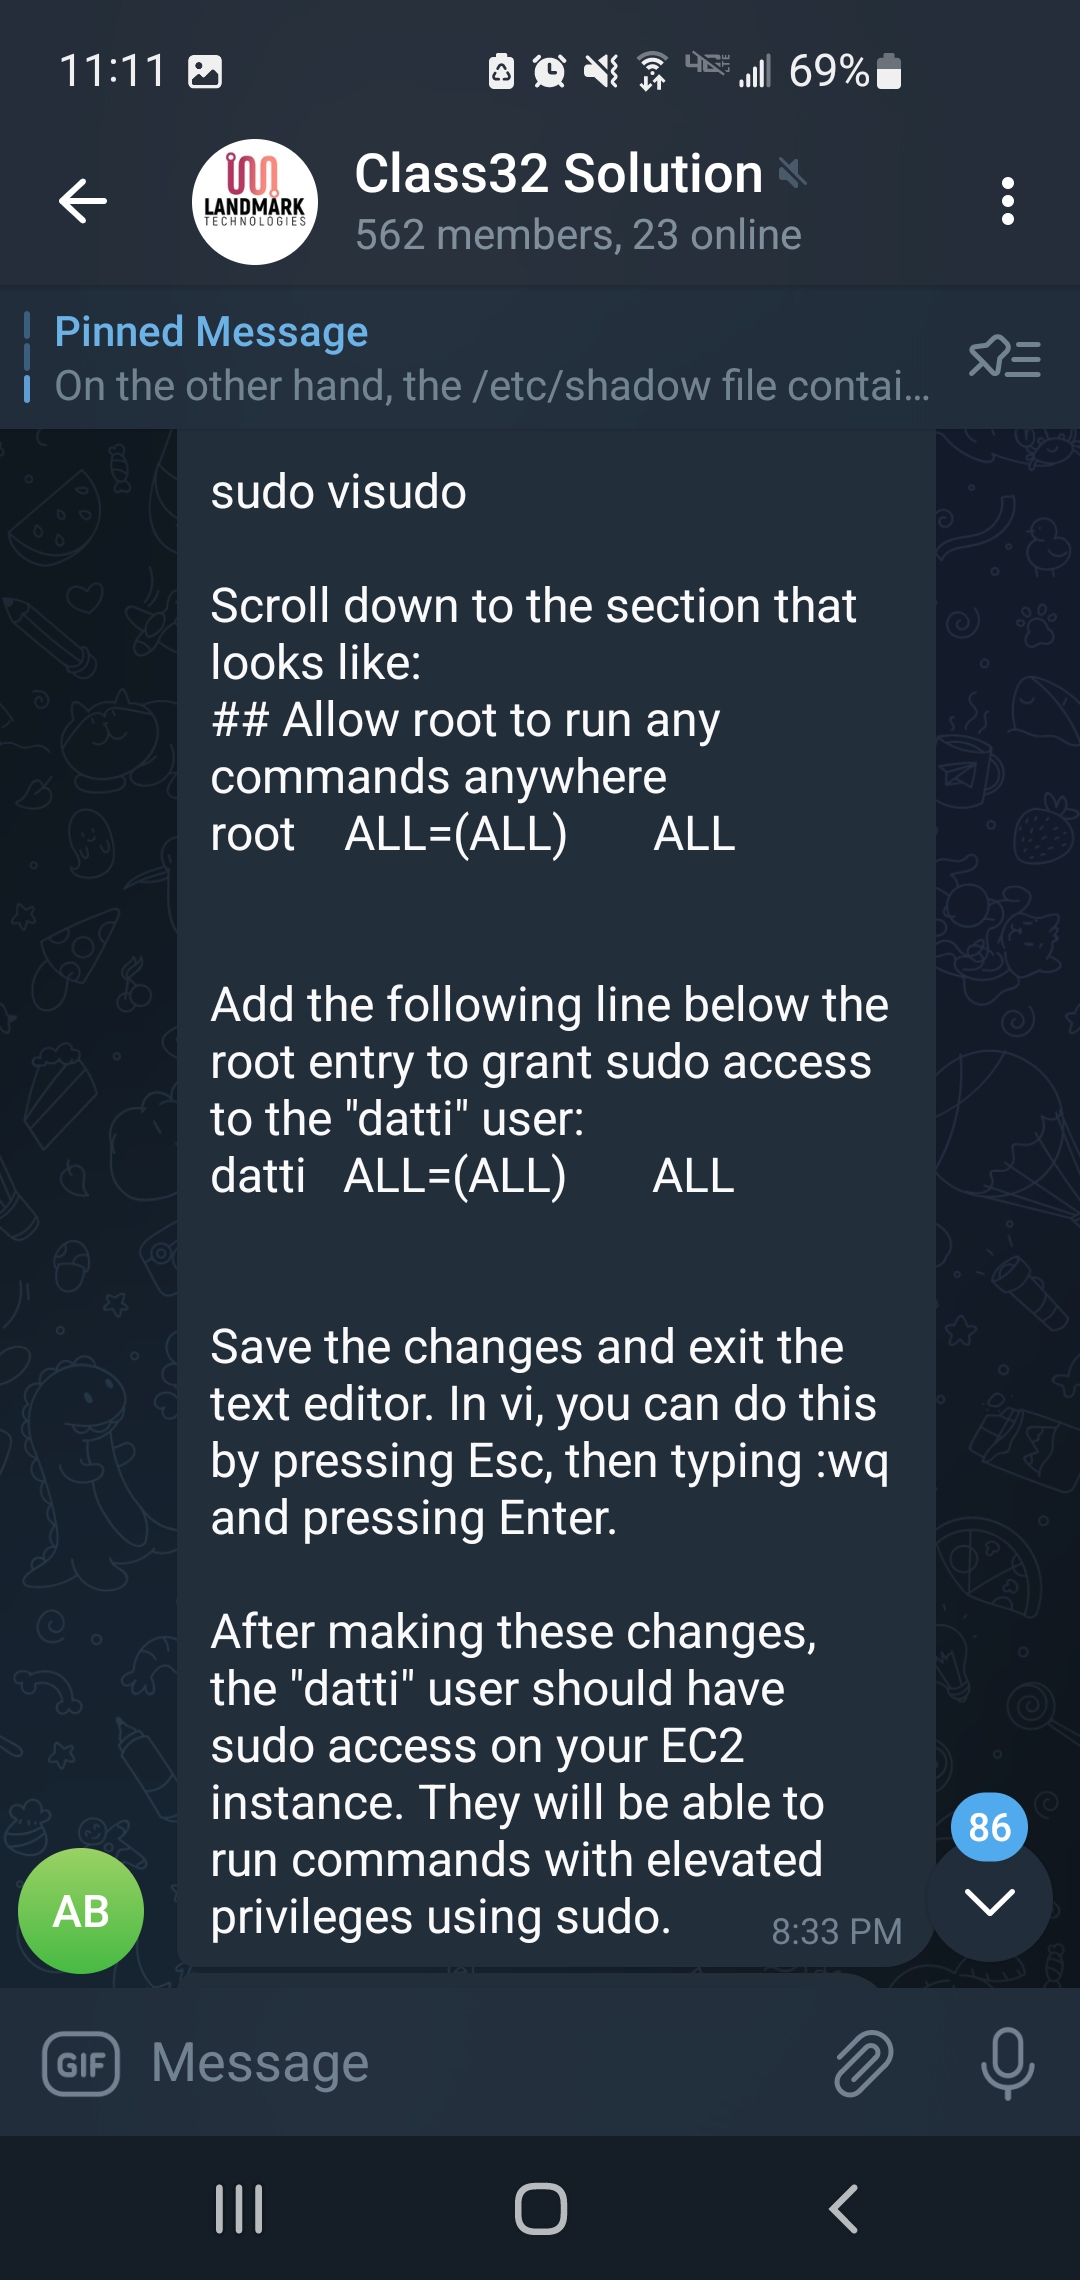 11:11 4G LTE 69%
LANDMARK
TECHNOLOGIES
Class32 Solution
562 members, 23 online
Pinned Message
On the other hand, the /etc/shadow file contai...
sudo visudo
Scroll down to the section that
looks like:
## Allow root to run any
commands anywhere
root ALL=(ALL) ALL
Add the following line below the
root entry to grant sudo access
to the "datti" user:
datti ALL=(ALL) ALL
Save the changes and exit the
text editor. In vi, you can do this
by pressing Esc, then typing :wq
and pressing Enter.
After making these changes,
the "datti" user should have
sudo access on your EC2
instance. They will be able to
run commands with elevated
privileges using sudo.
8:33 PM
86
AB
GIF Message